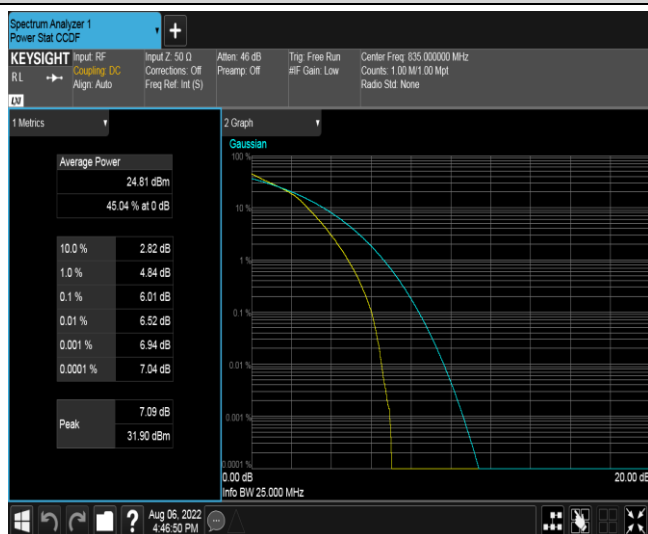 Spectrum Analyzer 1
Power Stat CCDF
+
KEYSIGHT
RL
LXI
Input: RF
Coupling: DC
Align: Auto
Input Z: 50 Ω
Corrections: Off
Freq Ref: Int (S)
Atten: 46 dB
Preamp: Off
Trig: Free Run
#IF Gain: Low
Center Freq: 835.000000 MHz
Counts: 1.00 M/1.00 Mpt
Radio Std: None
1 Metrics
Average Power
24.81 dBm
45.04 % at 0 dB
10.0 % 2.82 dB
1.0 % 4.84 dB
0.1 % 6.01 dB
0.01 % 6.52 dB
0.001 % 6.94 dB
0.0001 % 7.04 dB
Peak
7.09 dB
31.90 dBm
2 Graph
Gaussian
100 %
10 %
1 %
0.1 %
0.01 %
0.001 %
0.0001 %
0.00 dB 20.00 dB
Info BW 25.000 MHz
?
Aug 06, 2022
4:46:50 PM